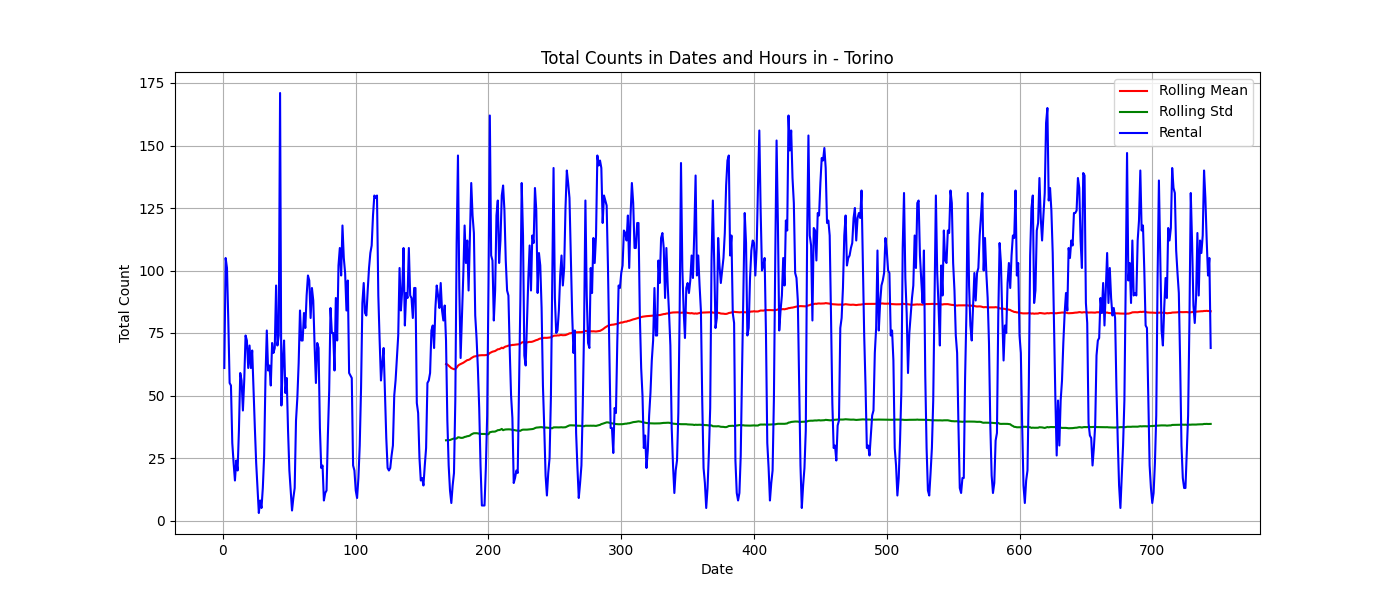 Total Counts in Dates and Hours in - Torino
Rolling Mean
Rolling Std
Rental
Total Count
175
150
125
100
75
50
25
0
0 100 200 300 400 500 600 700
Date